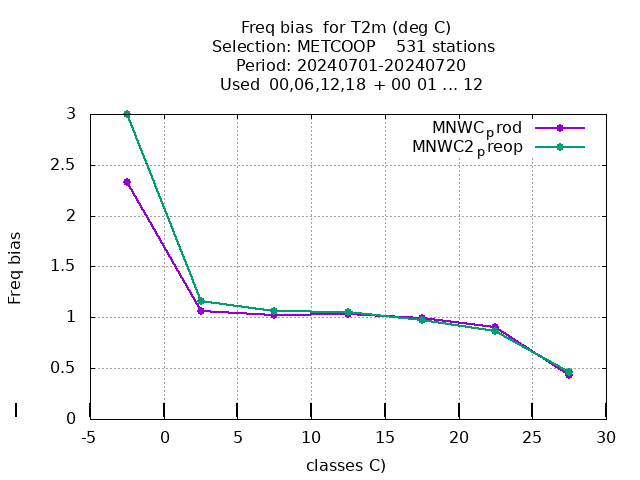 Freq bias  for T2m (deg C)
Selection: METCOOP    531 stations
Period: 20240701-20240720
Used  00,06,12,18  + 00 01 ... 12
MNWCprod
MNWC2preop
3
2.5
2
1.5
1
0.5
0
Freq bias
-5 0 5 10 15 20 25 30
classes C)